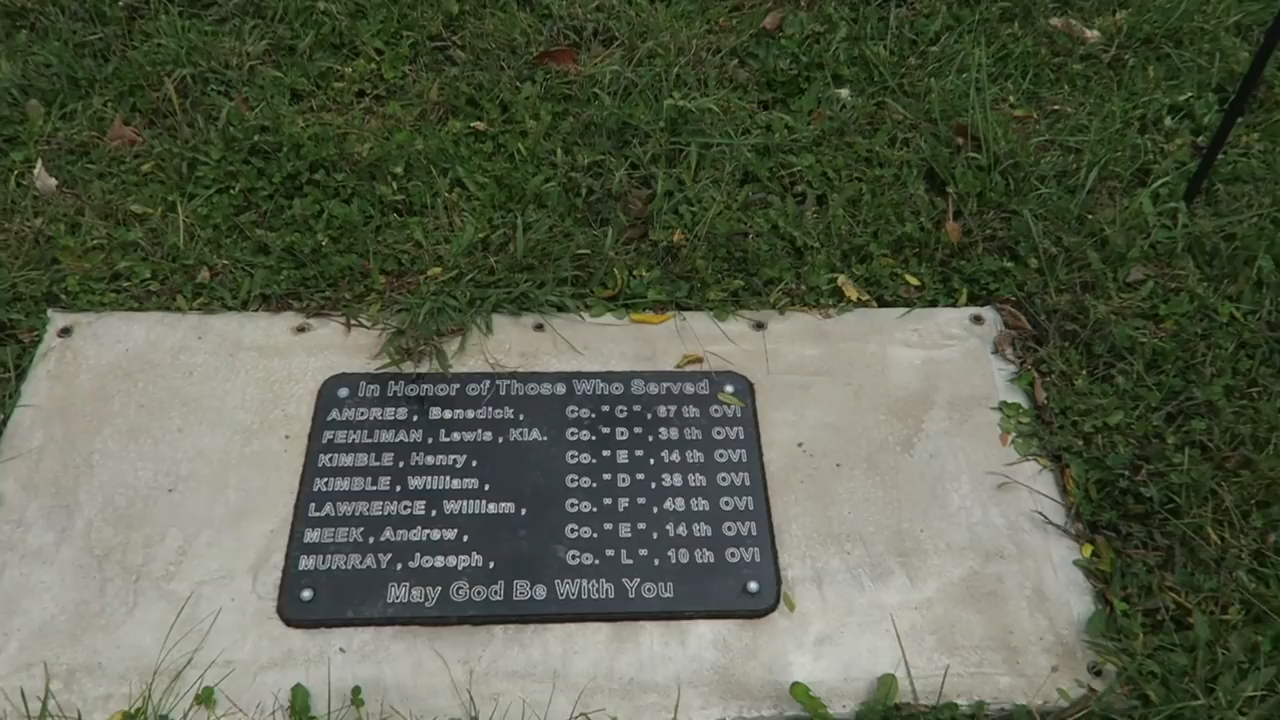 In Honor of Those Who Served
ANDRES, Benedick, Co. "C", 67 th OVI
FEHLIMAN, Lewis, KIA. Co. "D", 38 th OVI
KIMBLE, Henry, Co. "E", 14 th OVI
KIMBLE, William, Co. "D", 38 th OVI
LAWRENCE, William, Co. "F", 48 th OVI
MEEK, Andrew, Co. "E", 14 th OVI
MURRAY, Joseph, Co. "L", 10 th OVI
May God Be With You